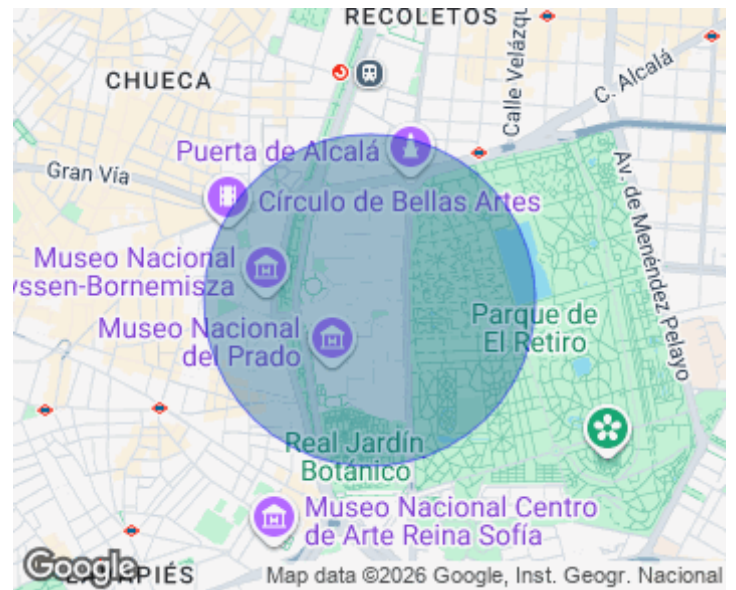 RECOLETOS
CHUECA
Calle Velázqu
C. Alcalá
Puerta de Alcalá
Gran Vía
Av. de Menéndez Pelayo
Círculo de Bellas Artes
Museo Nacional
yssen-Bornemisza
Parque de
El Retiro
Museo Nacional
del Prado
Real Jardín
Botánico
Museo Nacional Centro
de Arte Reina Sofía
Google
LAVAPIÉS
Map data ©2026 Google, Inst. Geogr. Nacional